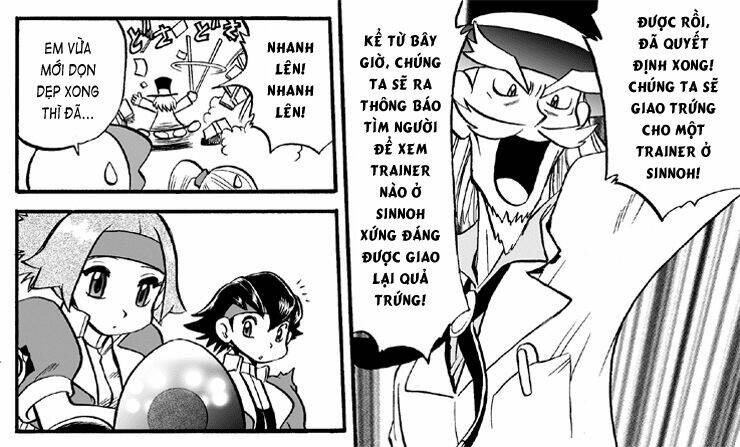 ĐƯỢC RỒI,
ĐÃ QUYẾT
ĐỊNH XONG!
CHÚNG TA SẼ
GIAO TRỨNG
CHO MỘT
TRAINER Ở
SINNOH!
KỂ TỪ BÂY
GIỜ, CHÚNG
TA SẼ RA
THÔNG BÁO
TÌM NGƯỜI
ĐỂ XEM
TRAINER
NÀO Ở
SINNOH
XỨNG ĐÁNG
ĐƯỢC GIAO
LẠI QUẢ
TRỨNG!
NHANH
LÊN! NHANH
LÊN!
EM VỪA
MỚI DỌN
DẸP XONG
THÌ ĐÃ...